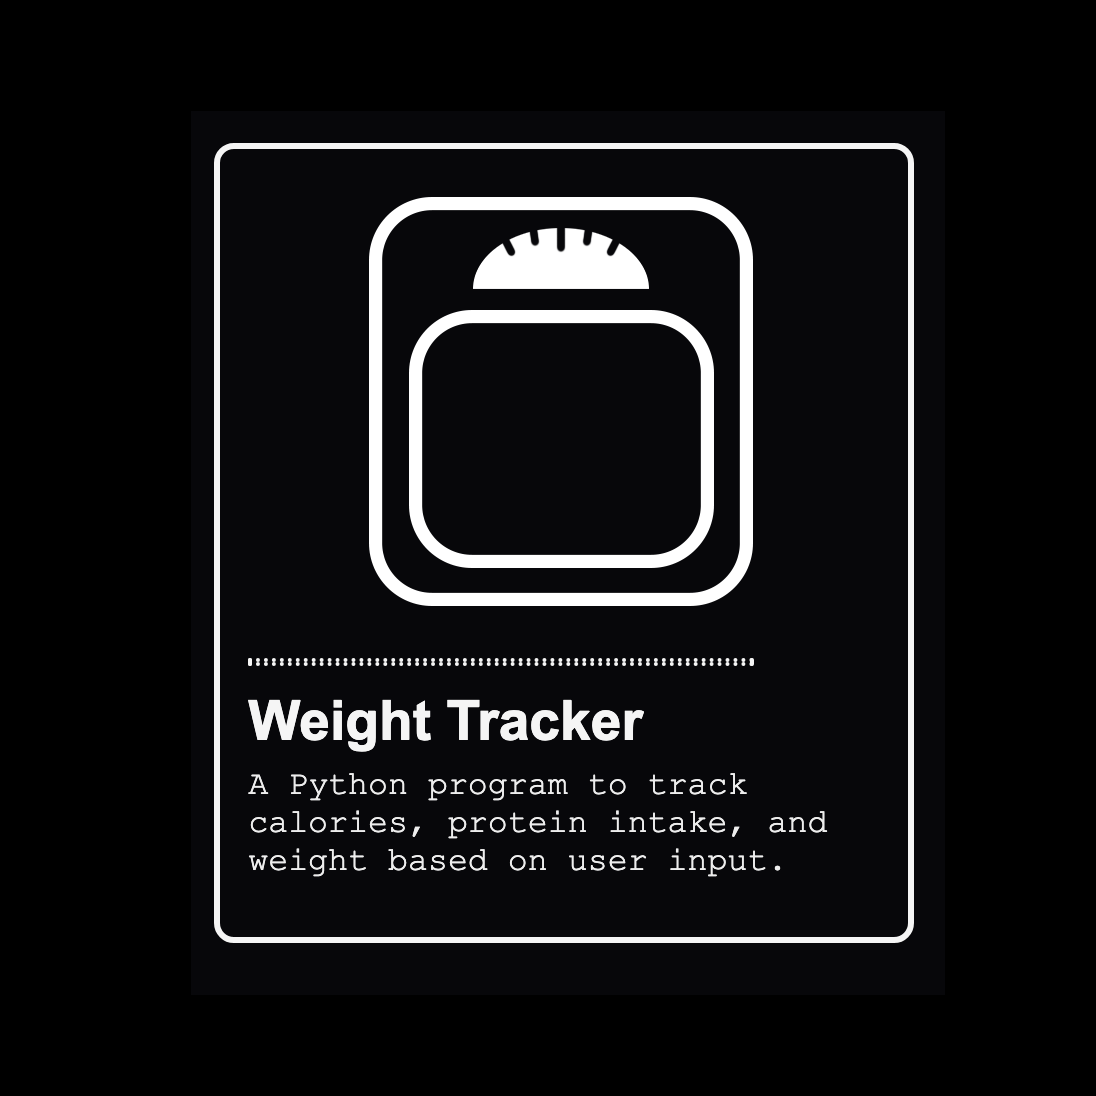 Weight Tracker
A Python program to track
calories, protein intake, and
weight based on user input.